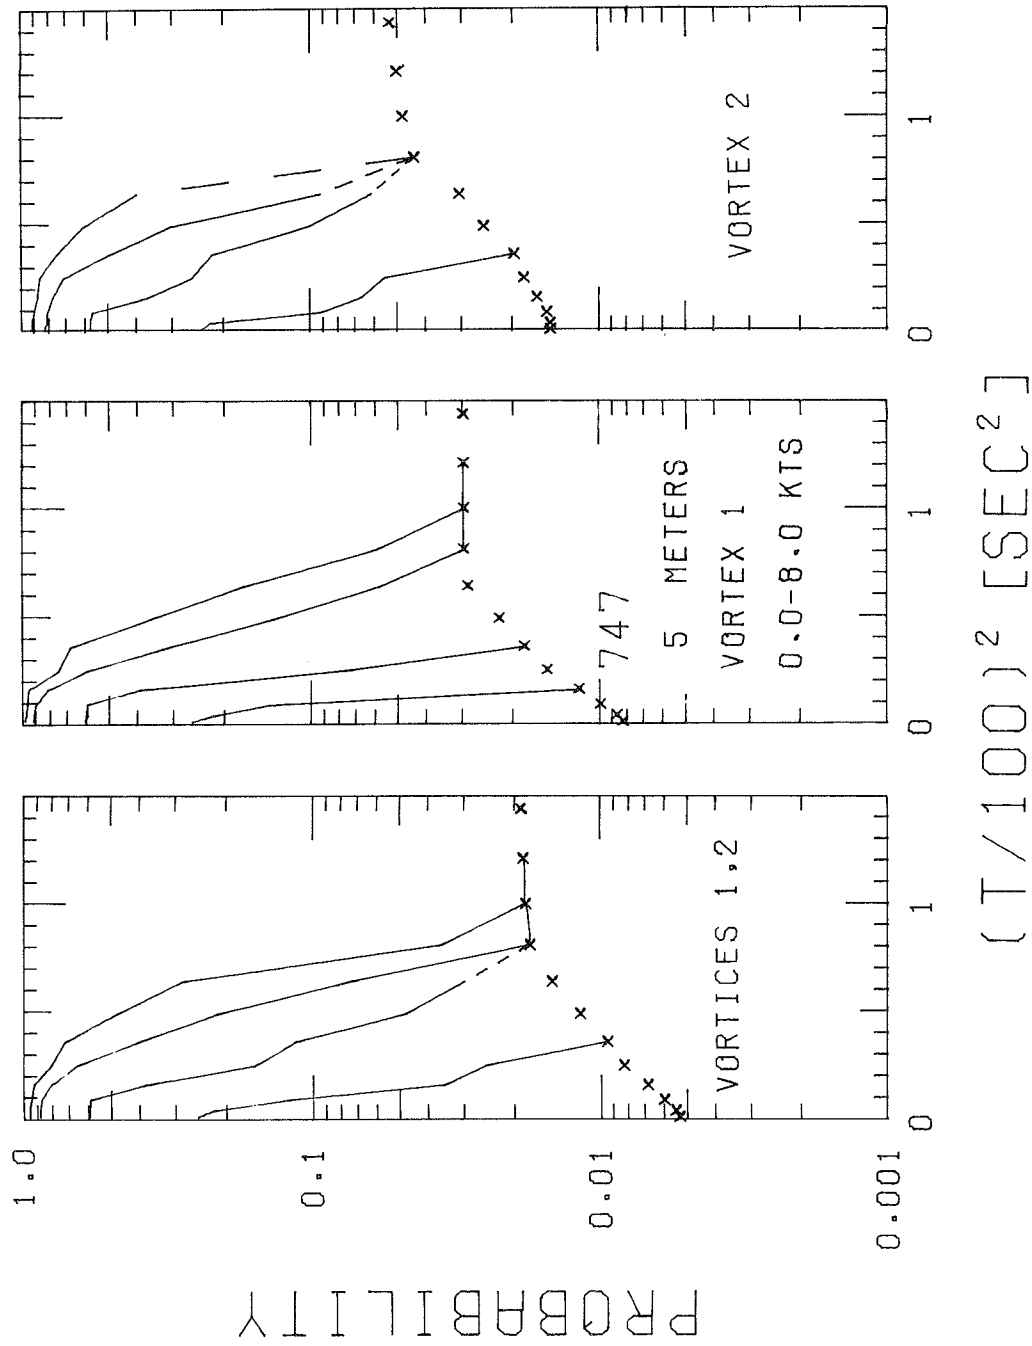 PROBABILITY
1.0
0.1
0.01
0.001
VORTICES 1,2
0
1
747
5 METERS
VORTEX 1
0.0-8.0 KTS
0
1
VORTEX 2
0
1
(T/100)² [SEC²]